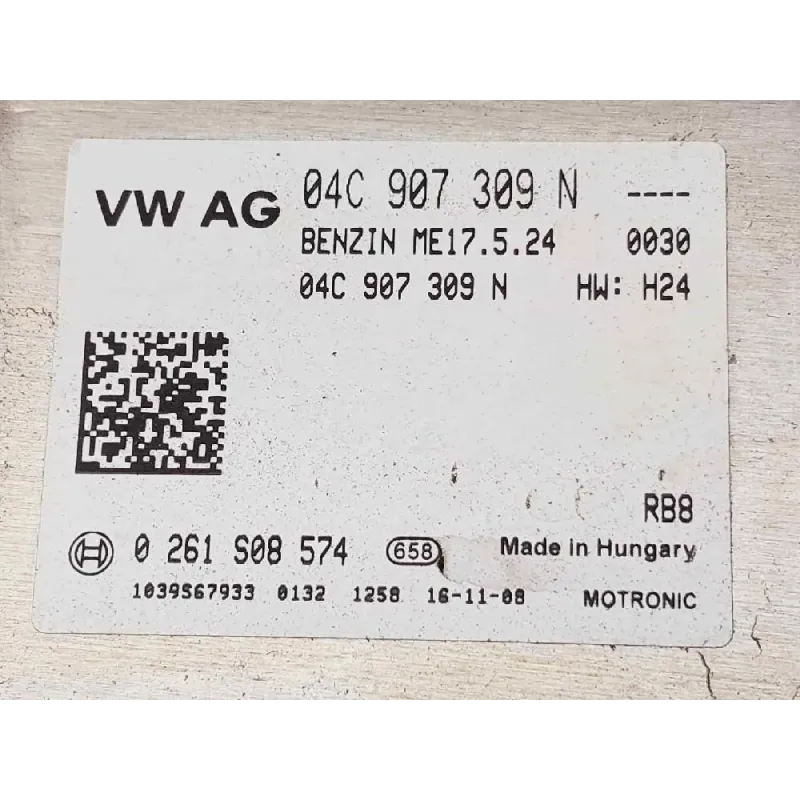 VW AG 04C 907 309 N ----
BENZIN ME17.5.24 0030
04C 907 309 N HW: H24
RB8
0 261 S08 574 658 Made in Hungary
1039S67933 0132 1258 16-11-08 MOTRONIC